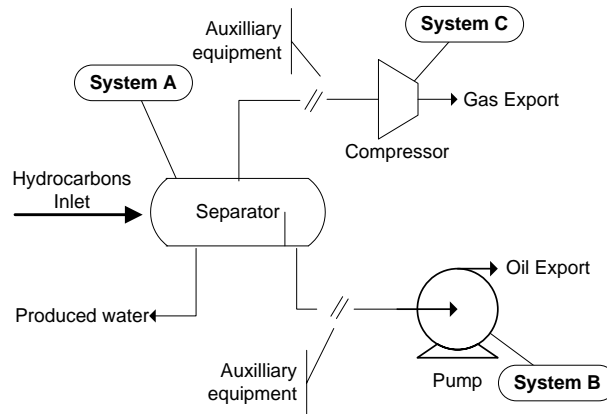 Auxilliary
equipment
System C
System A
Gas Export
Compressor
Hydrocarbons
Inlet
Separator
Oil Export
Produced water
Auxilliary
equipment
Pump
System B